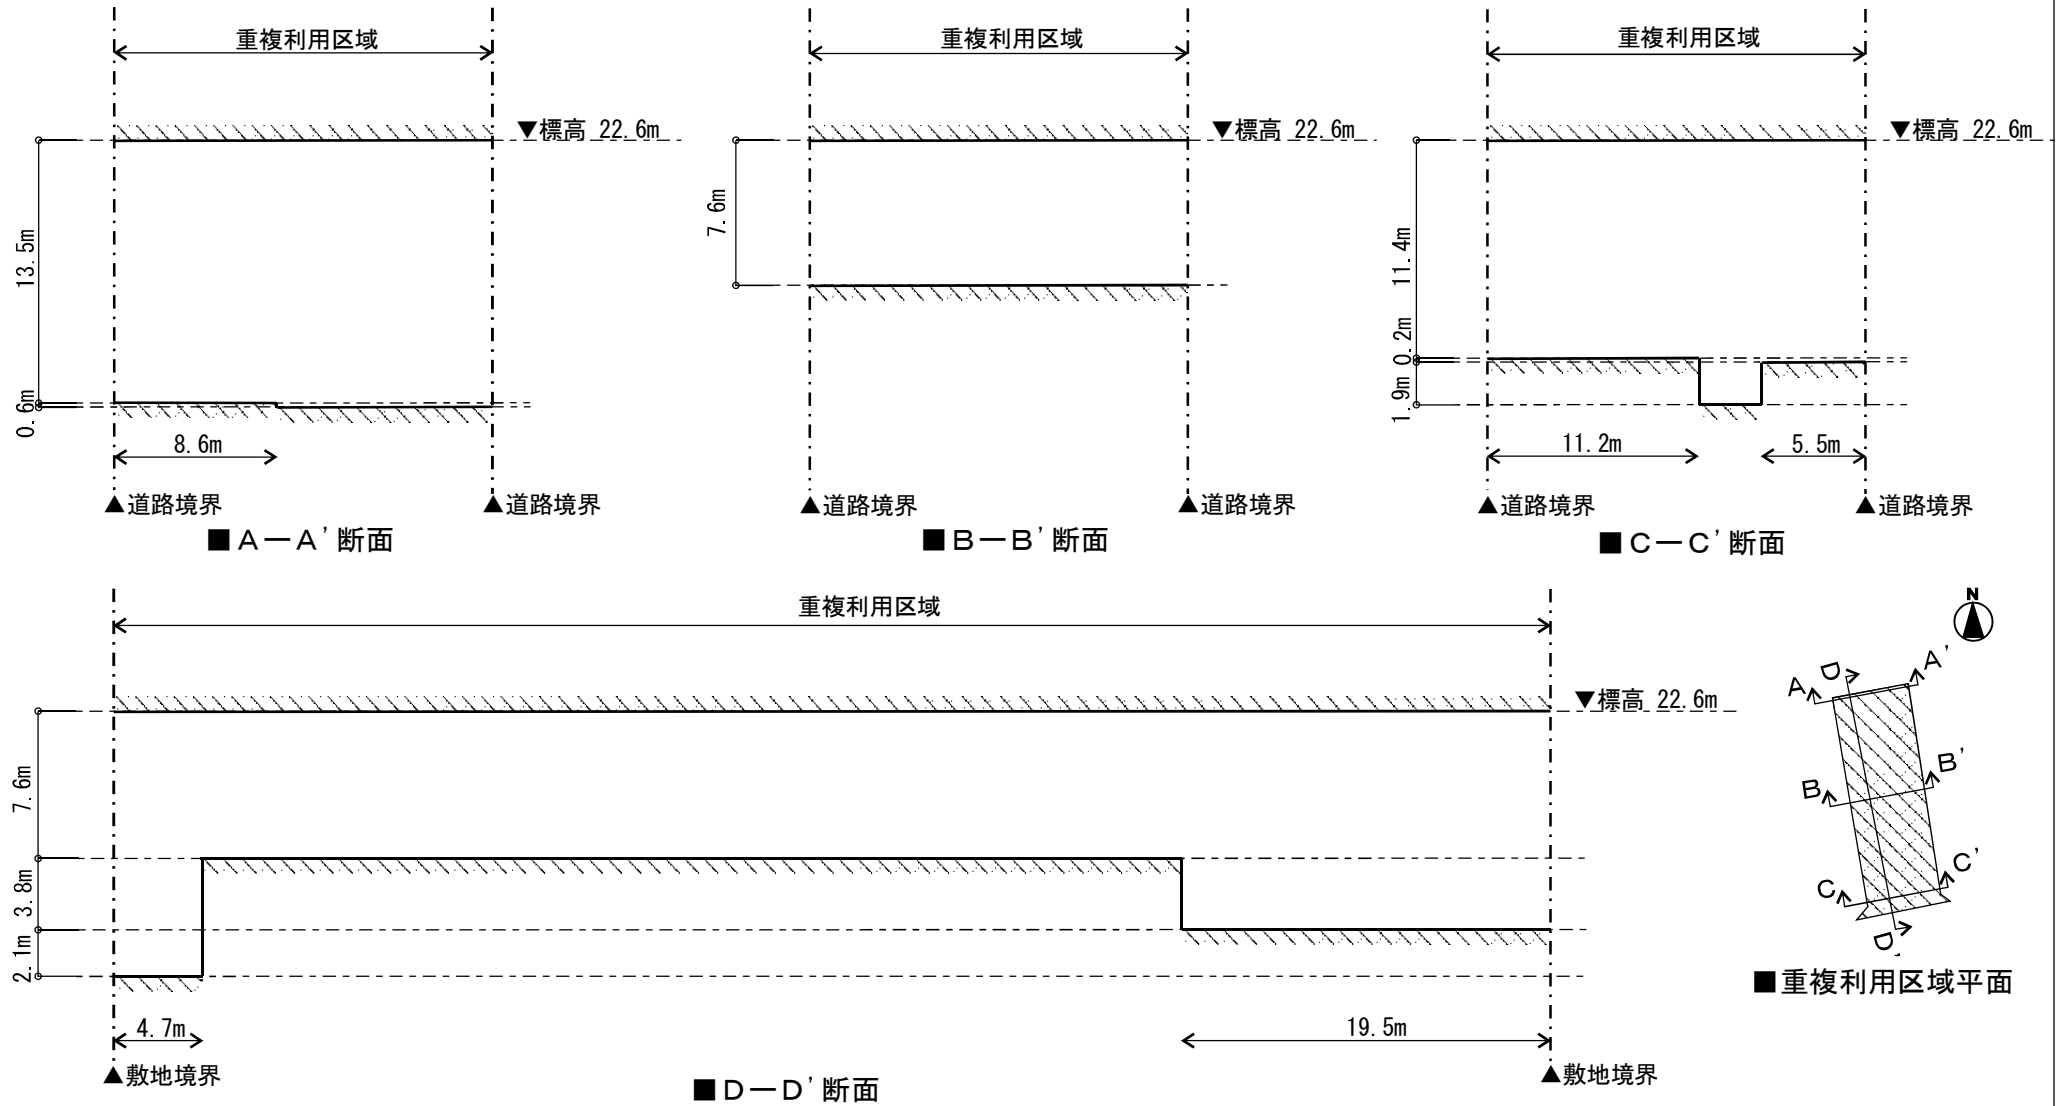 重複利用区域
▼標高 22.6m
13.5m
0.6m
8.6m
▲道路境界
▲道路境界
■A－A'断面
重複利用区域
▼標高 22.6m
7.6m
▲道路境界
▲道路境界
■B－B'断面
重複利用区域
▼標高 22.6m
11.4m
0.2m
1.9m
11.2m
5.5m
▲道路境界
▲道路境界
■C－C'断面
重複利用区域
▼標高 22.6m
7.6m
3.8m
2.1m
4.7m
19.5m
▲敷地境界
▲敷地境界
■D－D'断面
N
A
D
A'
B
B'
C
C'
D'
■重複利用区域平面